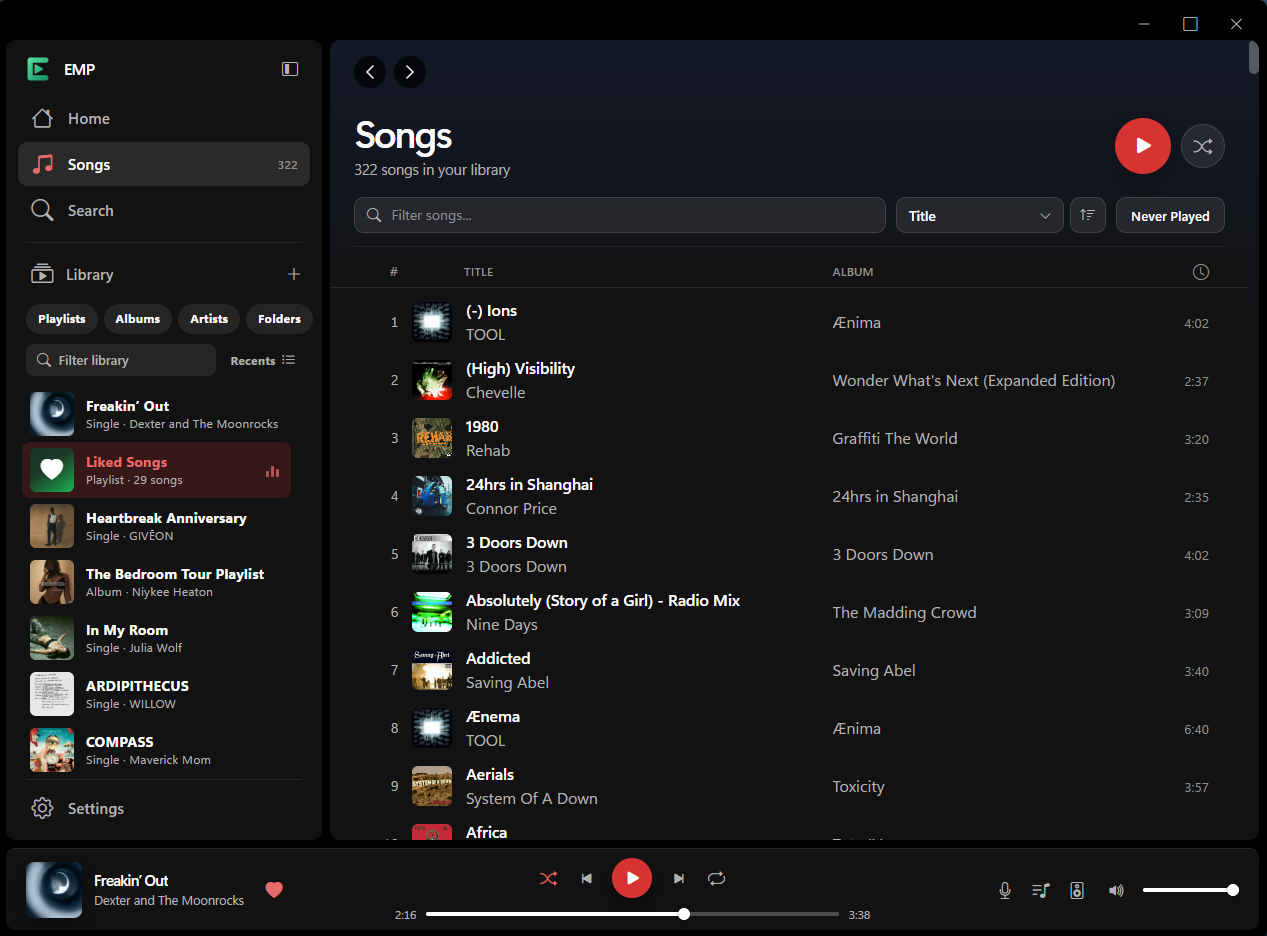 EMP
Home
Songs 322
Search
Library
Playlists Albums Artists Folders
Filter library Recents
Freakin' Out
Single · Dexter and The Moonrocks
Liked Songs
Playlist · 29 songs
Heartbreak Anniversary
Single · GIVĒON
The Bedroom Tour Playlist
Album · Niykee Heaton
In My Room
Single · Julia Wolf
ARDIPITHECUS
Single · WILLOW
COMPASS
Single · Maverick Mom
Settings
Songs
322 songs in your library
Filter songs... Title Never Played
# TITLE ALBUM
1 (-) Ions Ænima 4:02
TOOL
2 (High) Visibility Wonder What's Next (Expanded Edition) 2:37
Chevelle
3 1980 Graffiti The World 3:20
Rehab
4 24hrs in Shanghai 24hrs in Shanghai 2:35
Connor Price
5 3 Doors Down 3 Doors Down 4:02
3 Doors Down
6 Absolutely (Story of a Girl) - Radio Mix The Madding Crowd 3:09
Nine Days
7 Addicted Saving Abel 3:40
Saving Abel
8 Ænema Ænima 6:40
TOOL
9 Aerials Toxicity 3:57
System Of A Down
Africa
Freakin' Out
Dexter and The Moonrocks
2:16 3:38